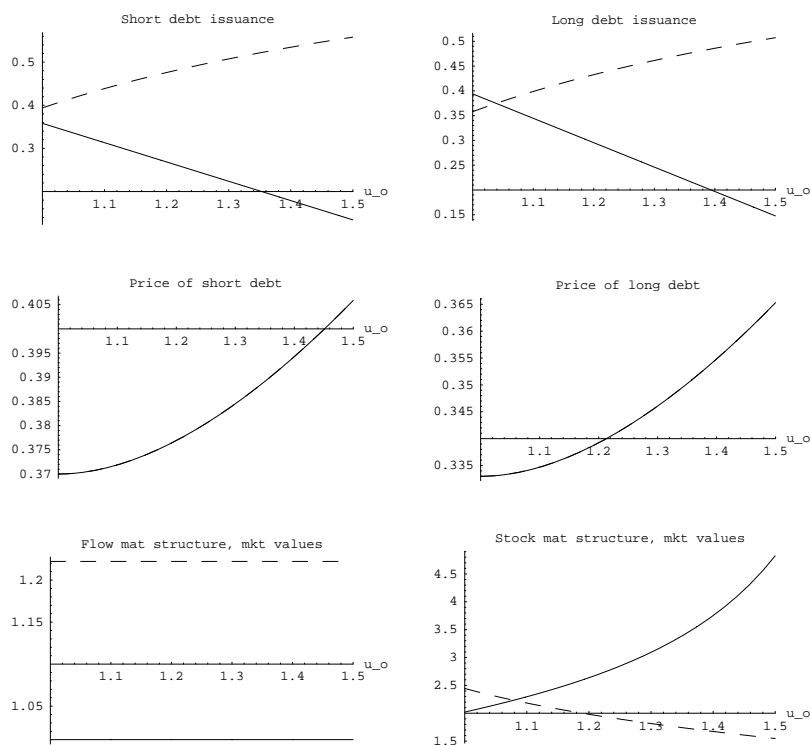 Short debt issuance
0.5
0.4
0.3
u_o
1.1 1.2 1.3 1.4 1.5
Long debt issuance
0.5
0.45
0.4
0.35
0.3
0.25
u_o
1.1 1.2 1.3 1.4 1.5
0.15
Price of short debt
0.405
u_o
1.1 1.2 1.3 1.4 1.5
0.395
0.39
0.385
0.38
0.375
0.37
Price of long debt
0.365
0.36
0.355
0.35
0.345
u_o
1.1 1.2 1.3 1.4 1.5
0.335
Flow mat structure, mkt values
1.2
1.15
u_o
1.1 1.2 1.3 1.4 1.5
1.05
Stock mat structure, mkt values
4.5
4
3.5
3
2.5
u_o
1.1 1.2 1.3 1.4 1.5
1.5